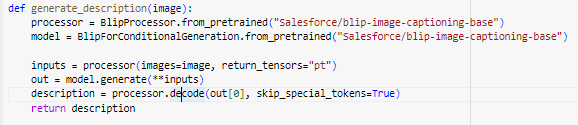 def generate_description(image):
    processor = BlipProcessor.from_pretrained("Salesforce/blip-image-captioning-base")
    model = BlipForConditionalGeneration.from_pretrained("Salesforce/blip-image-captioning-base")
    inputs = processor(images=image, return_tensors="pt")
    out = model.generate(**inputs)
    description = processor.decode(out[0], skip_special_tokens=True)
    return description